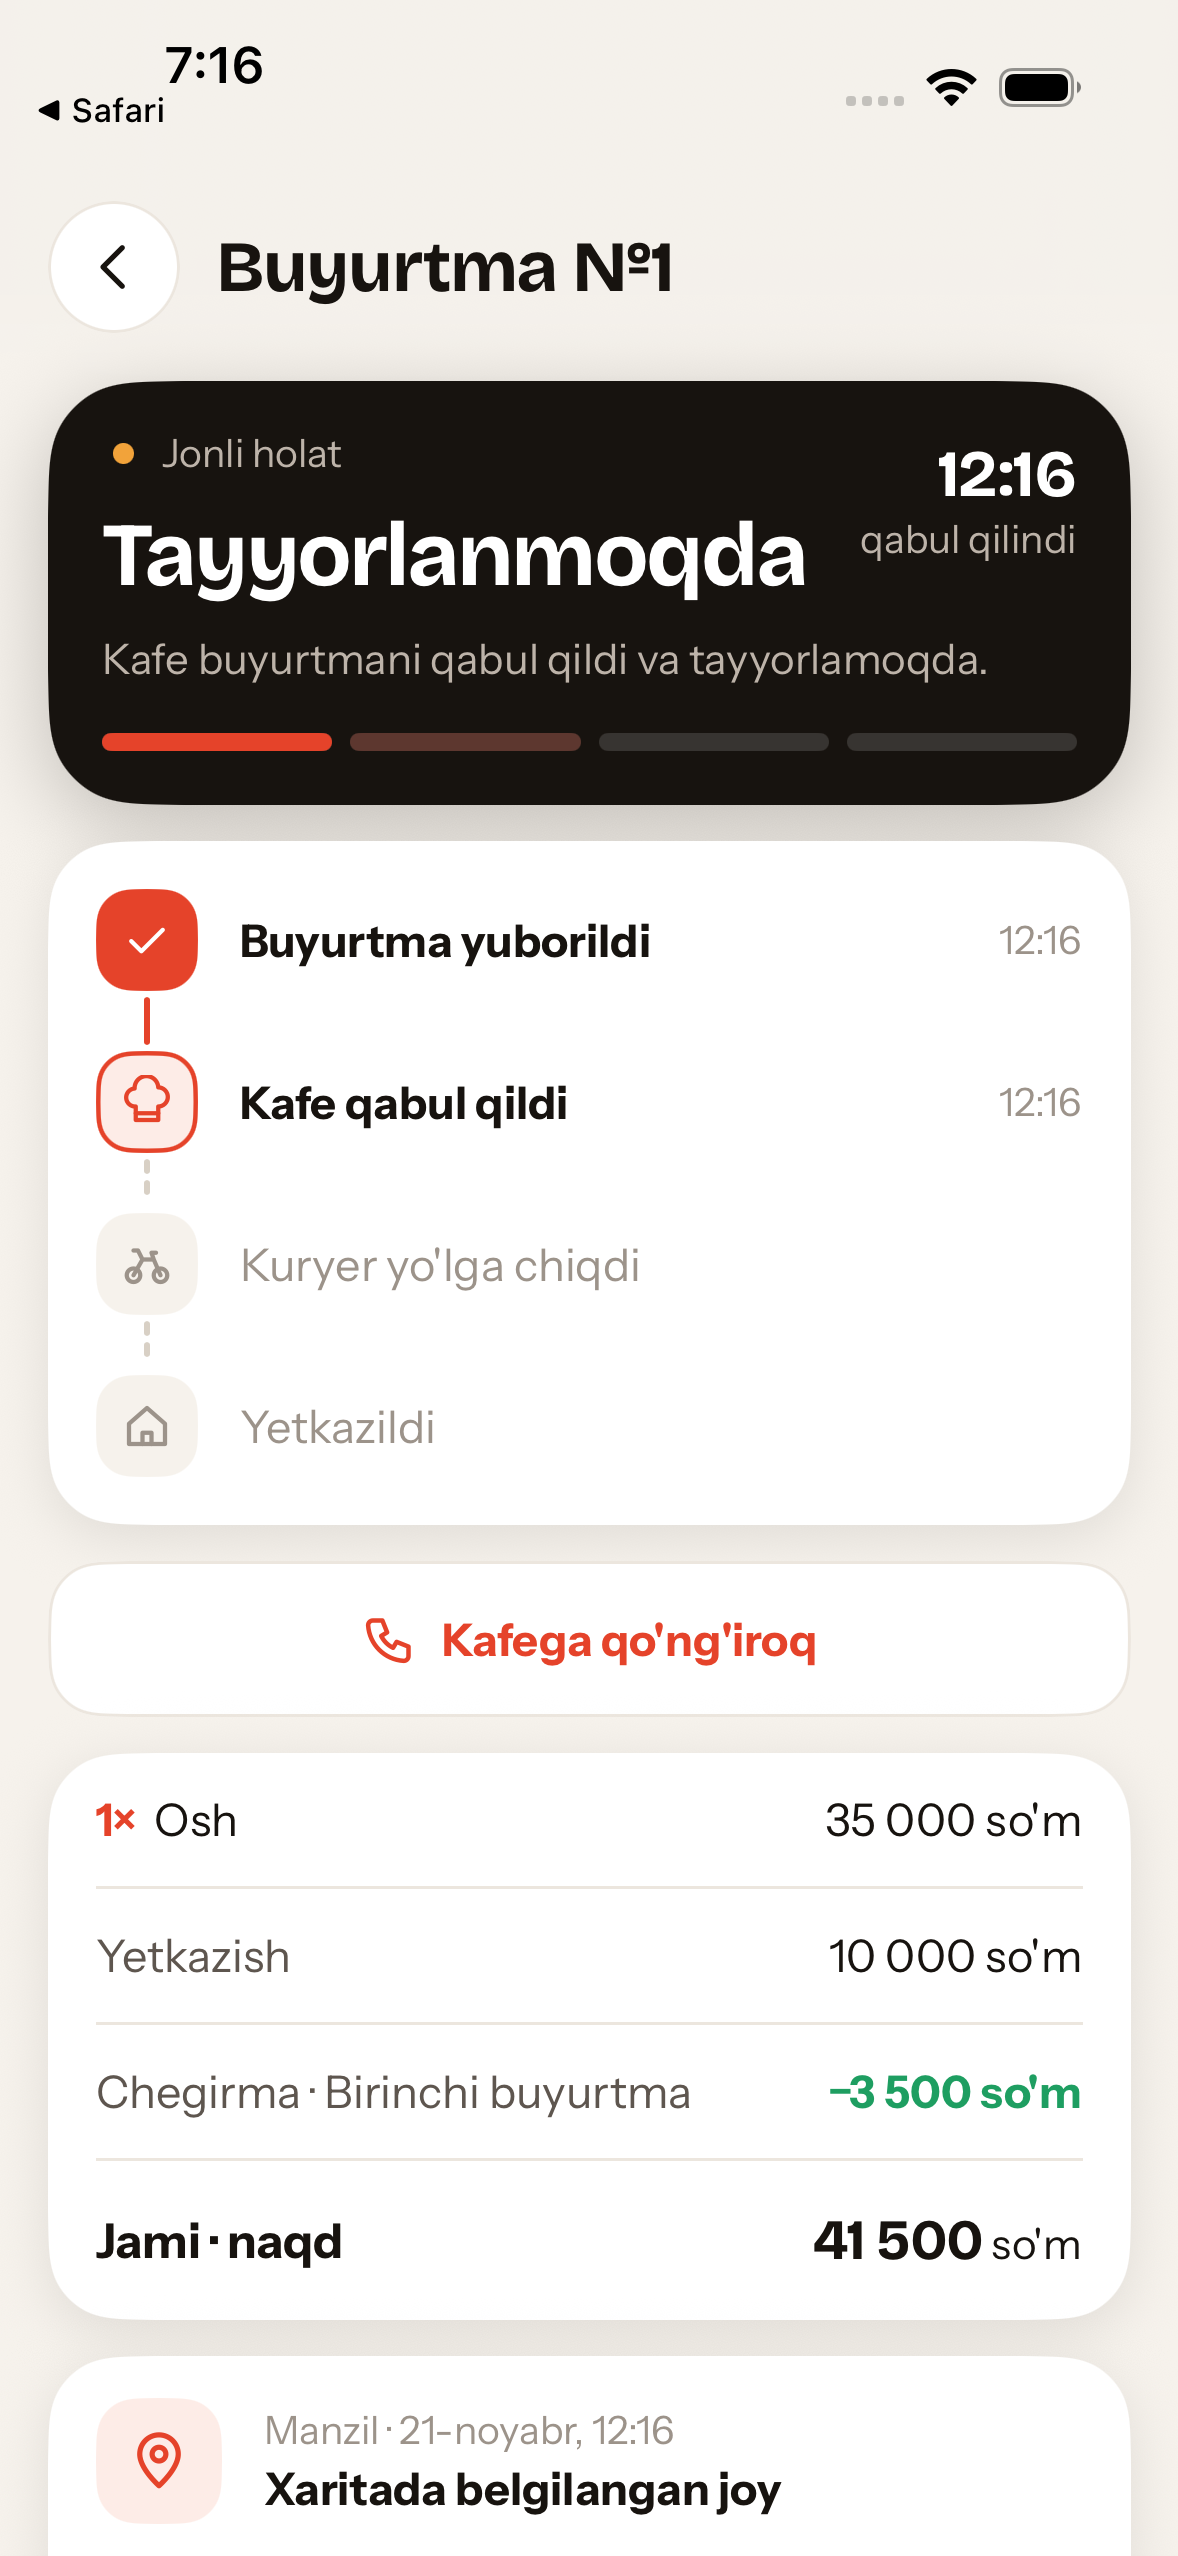 7:16
Safari
Buyurtma №1
Jonli holat
12:16
Tayyorlanmoqda
qabul qilindi
Kafe buyurtmani qabul qildi va tayyorlamoqda.
Buyurtma yuborildi 12:16
Kafe qabul qildi 12:16
Kuryer yo'lga chiqdi
Yetkazildi
Kafega qo'ng'iroq
1× Osh 35 000 so'm
Yetkazish 10 000 so'm
Chegirma · Birinchi buyurtma −3 500 so'm
Jami · naqd 41 500 so'm
Manzil · 21-noyabr, 12:16
Xaritada belgilangan joy